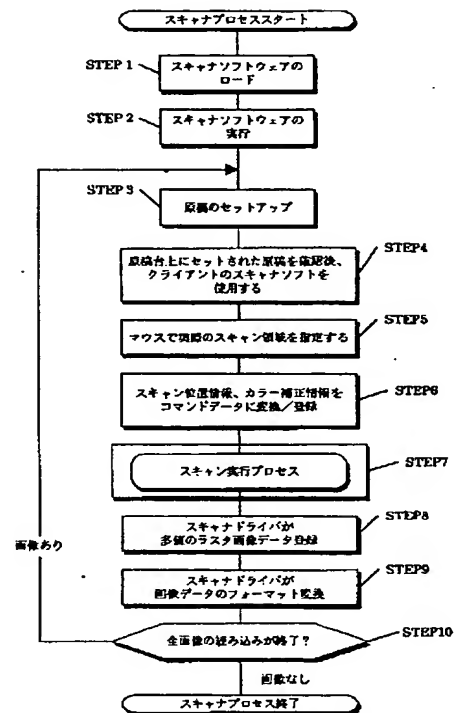 スキャナプロセススタート
STEP 1
スキャナソフトウェアの
ロード
STEP 2
スキャナソフトウェアの
実行
STEP 3
原稿のセットアップ
STEP4
原稿台上にセットされた原稿を確認後、
クライアントのスキャナソフトを
使用する
STEP5
マウスで実際のスキャン領域を指定する
STEP6
スキャン位置情報、カラー補正情報を
コマンドデータに変換/登録
STEP7
スキャン実行プロセス
STEP8
スキャナドライバが
多値のラスタ画像データ登録
STEP9
スキャナドライバが
画像データのフォーマット変換
画像あり
STEP10
全画像の読み込みが終了?
画像なし
スキャナプロセス終了